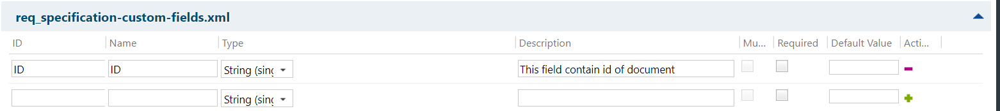 req_specification-custom-fields.xml
ID Name Type Description Mu... Required Default Value Acti...
ID ID String (sing This field contain id of document
String (sing